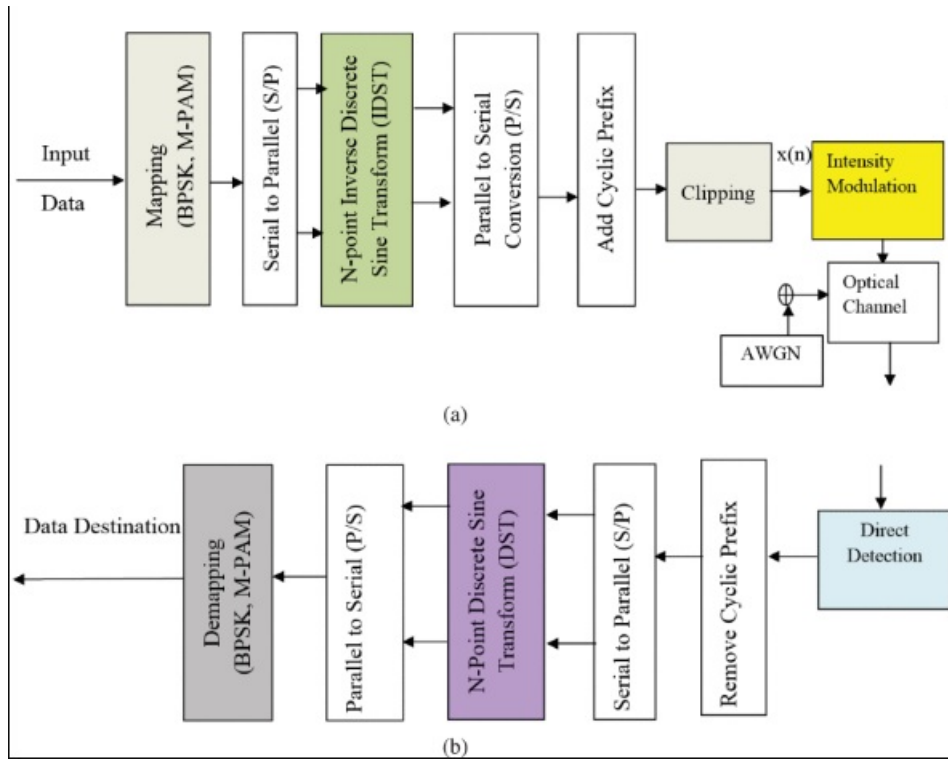 Input
Data
Mapping
(BPSK, M-PAM)
Serial to Parallel (S/P)
N-point Inverse Discrete
Sine Transform (IDST)
Parallel to Serial
Conversion (P/S)
Add Cyclic Prefix
Clipping
x(n)
Intensity
Modulation
Optical
Channel
AWGN
(a)
Data Destination
Demapping
(BPSK, M-PAM)
Parallel to Serial (P/S)
N-Point Discrete Sine
Transform (DST)
Serial to Parallel (S/P)
Remove Cyclic Prefix
Direct
Detection
(b)